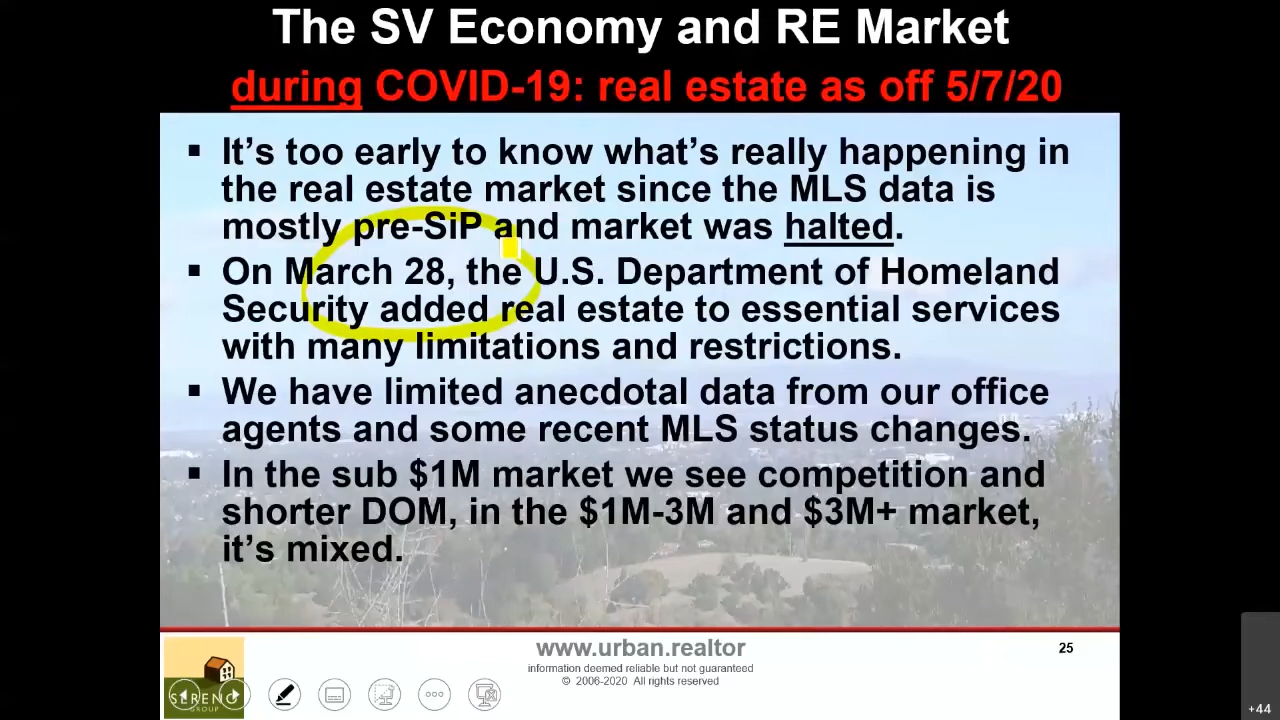 The SV Economy and RE Market
during COVID-19: real estate as off 5/7/20
▪ It's too early to know what's really happening in
the real estate market since the MLS data is
mostly pre-SiP and market was halted.
▪ On March 28, the U.S. Department of Homeland
Security added real estate to essential services
with many limitations and restrictions.
▪ We have limited anecdotal data from our office
agents and some recent MLS status changes.
▪ In the sub $1M market we see competition and
shorter DOM, in the $1M-3M and $3M+ market,
it's mixed.
www.urban.realtor
25
information deemed reliable but not guaranteed
© 2006-2020 All rights reserved
SERENO
GROUP
+44